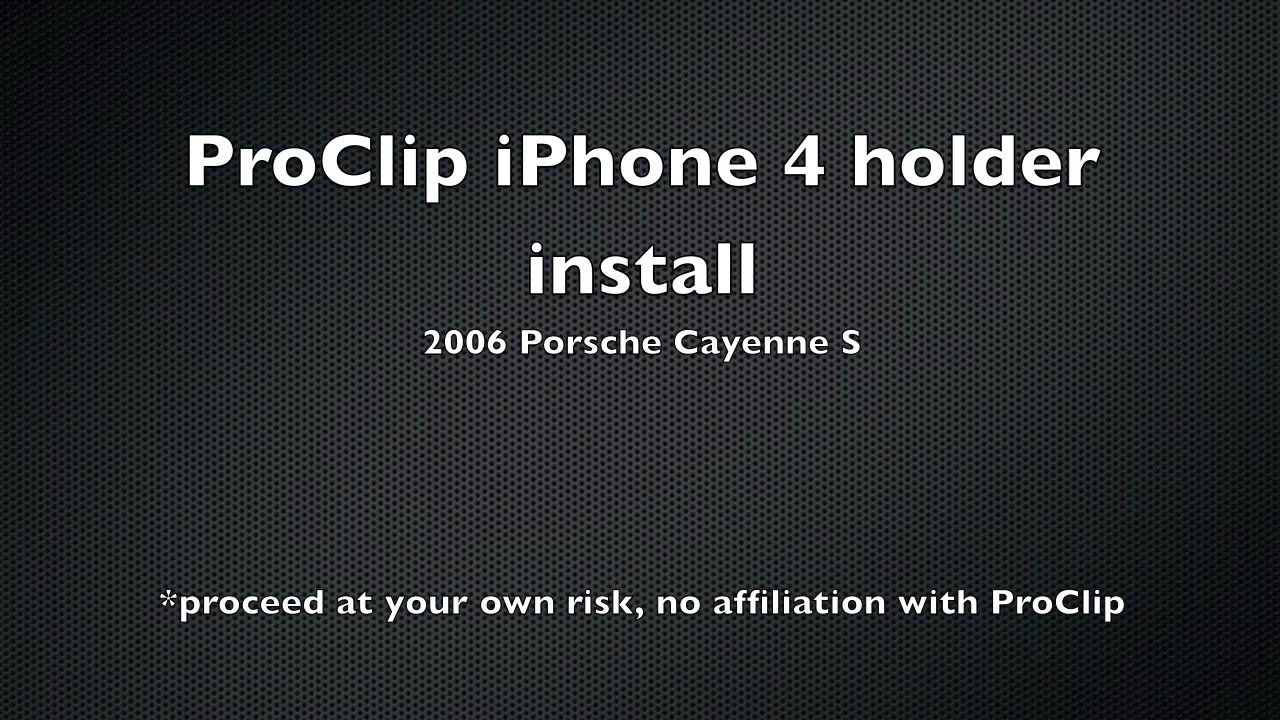 ProClip iPhone 4 holder
install
2006 Porsche Cayenne S
*proceed at your own risk, no affiliation with ProClip